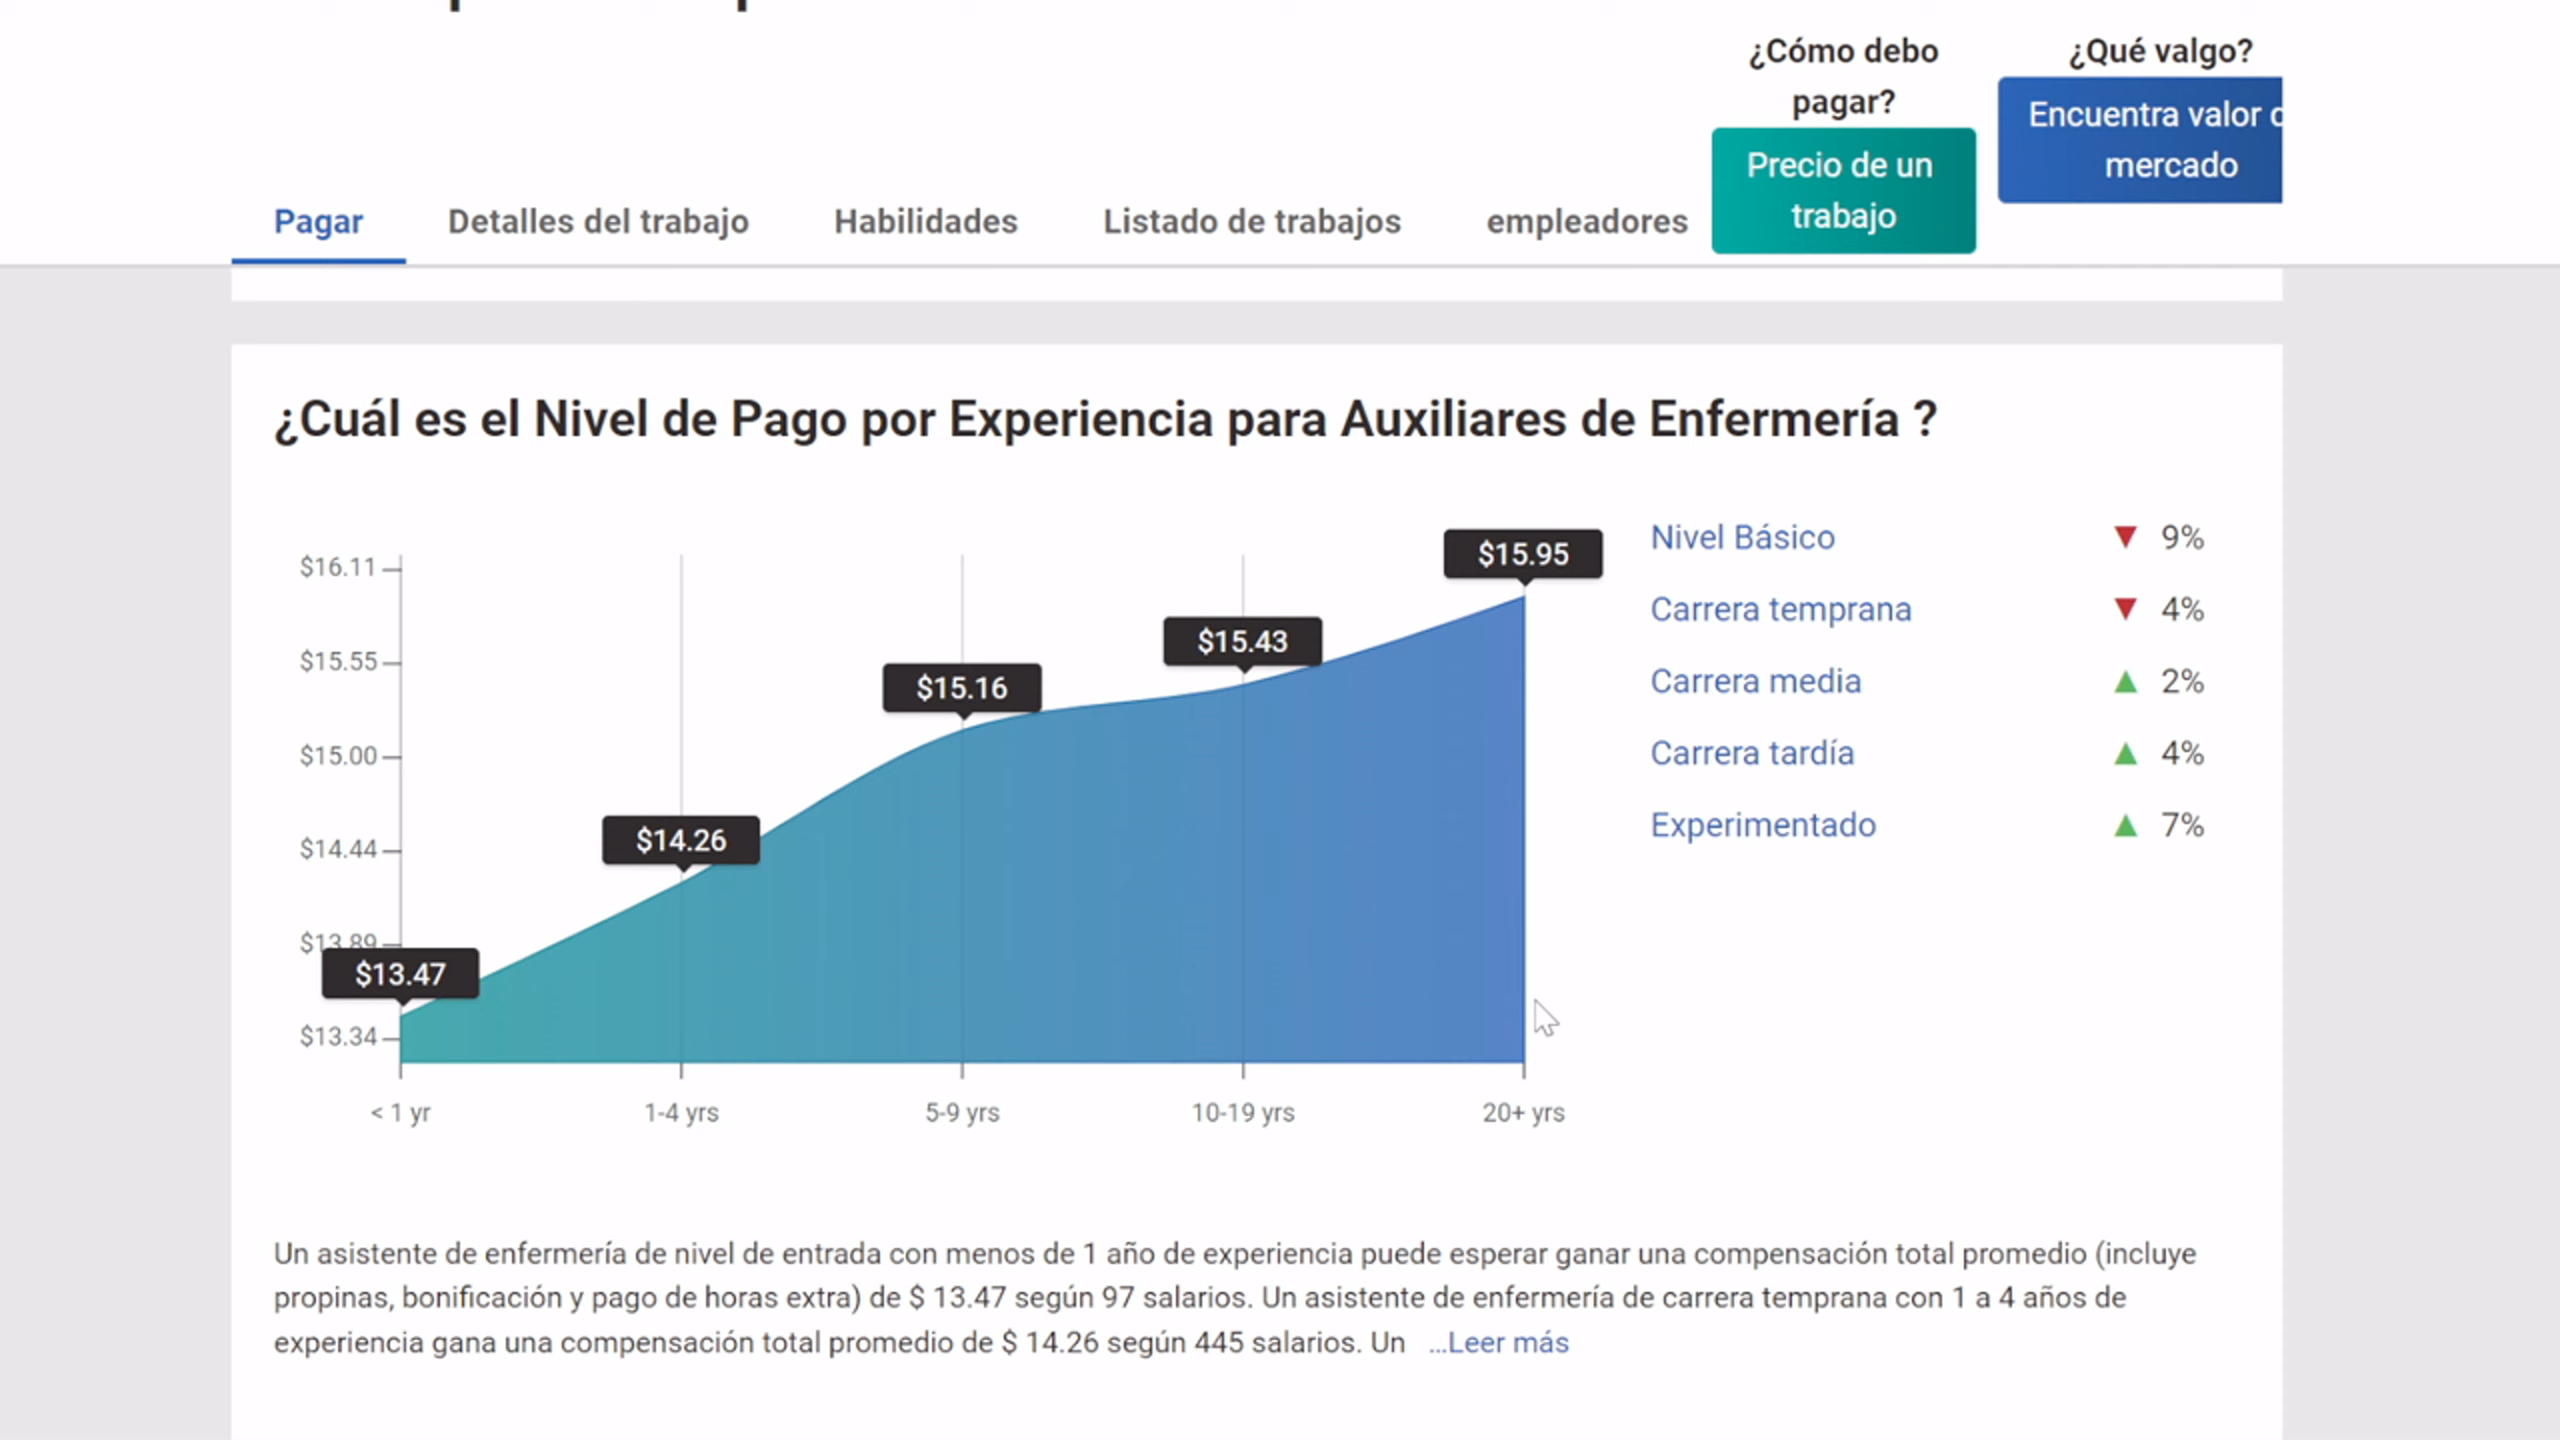 ¿Cómo debo
pagar?
¿Qué valgo?
Precio de un
trabajo
Encuentra valor
mercado
Pagar Detalles del trabajo Habilidades Listado de trabajos empleadores
¿Cuál es el Nivel de Pago por Experiencia para Auxiliares de Enfermería ?
$16.11
$15.55
$15.00
$14.44
$13.89
$13.34
$13.47
$14.26
$15.16
$15.43
$15.95
< 1 yr 1-4 yrs 5-9 yrs 10-19 yrs 20+ yrs
Nivel Básico ▼ 9%
Carrera temprana ▼ 4%
Carrera media ▲ 2%
Carrera tardía ▲ 4%
Experimentado ▲ 7%
Un asistente de enfermería de nivel de entrada con menos de 1 año de experiencia puede esperar ganar una compensación total promedio (incluye
propinas, bonificación y pago de horas extra) de $ 13.47 según 97 salarios. Un asistente de enfermería de carrera temprana con 1 a 4 años de
experiencia gana una compensación total promedio de $ 14.26 según 445 salarios. Un ...Leer más